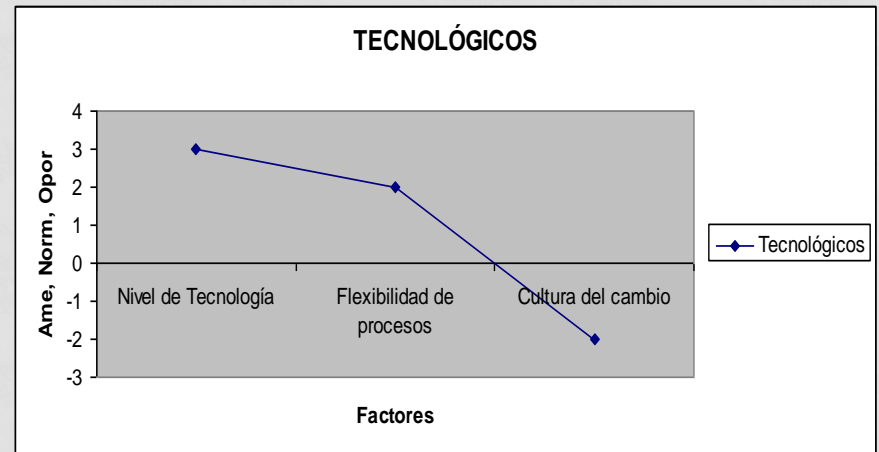 TECNOLÓGICOS
4
3
2
1
0
-1
-2
-3
Ame, Norm, Opor
Nivel de Tecnología
Flexibilidad de
procesos
Cultura del cambio
Factores
Tecnológicos